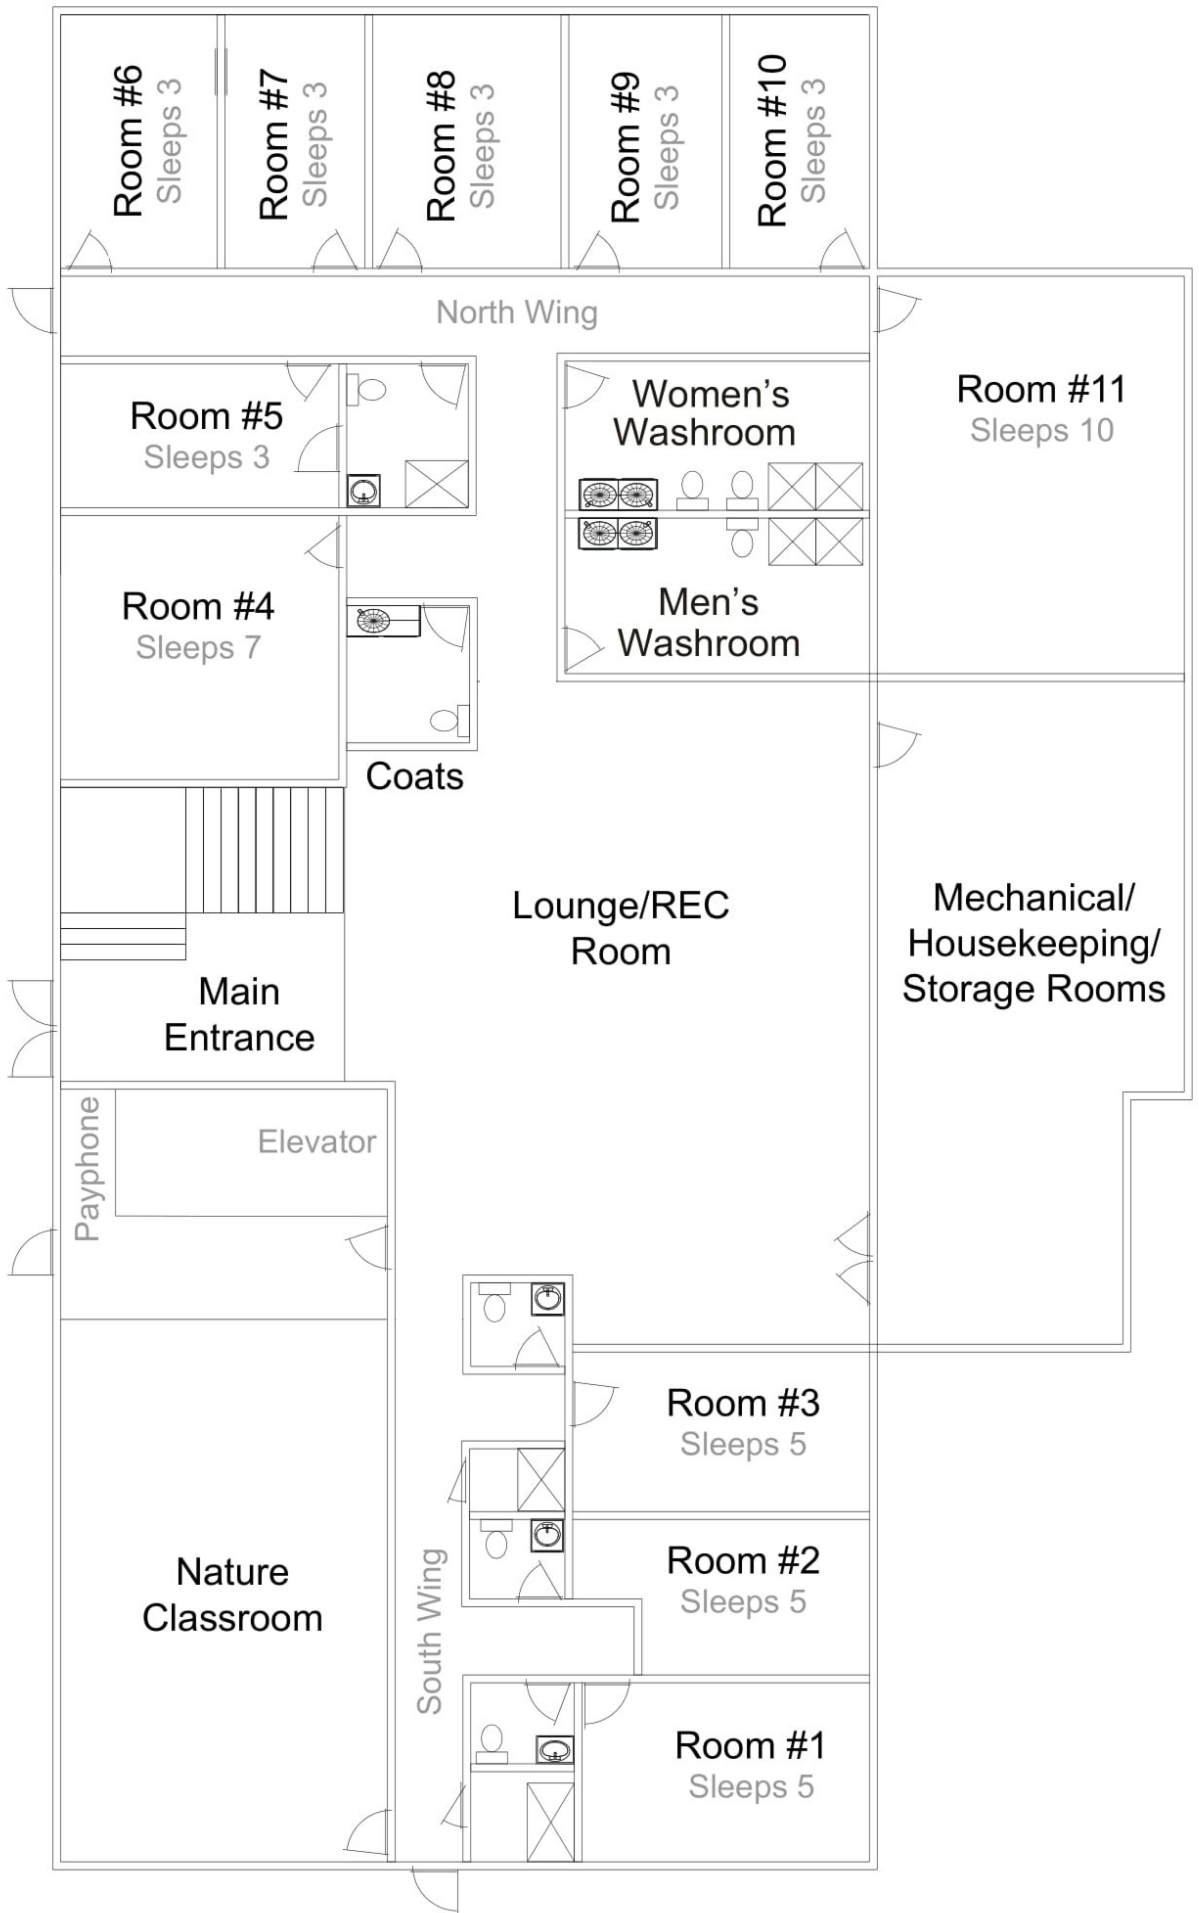 Room #6
Sleeps 3
Room #7
Sleeps 3
Room #8
Sleeps 3
Room #9
Sleeps 3
Room #10
Sleeps 3
North Wing
Room #5
Sleeps 3
Women's
Washroom
Room #11
Sleeps 10
Room #4
Sleeps 7
Men's
Washroom
Coats
Lounge/REC
Room
Mechanical/
Housekeeping/
Storage Rooms
Main
Entrance
Payphone
Elevator
Room #3
Sleeps 5
Nature
Classroom
South Wing
Room #2
Sleeps 5
Room #1
Sleeps 5